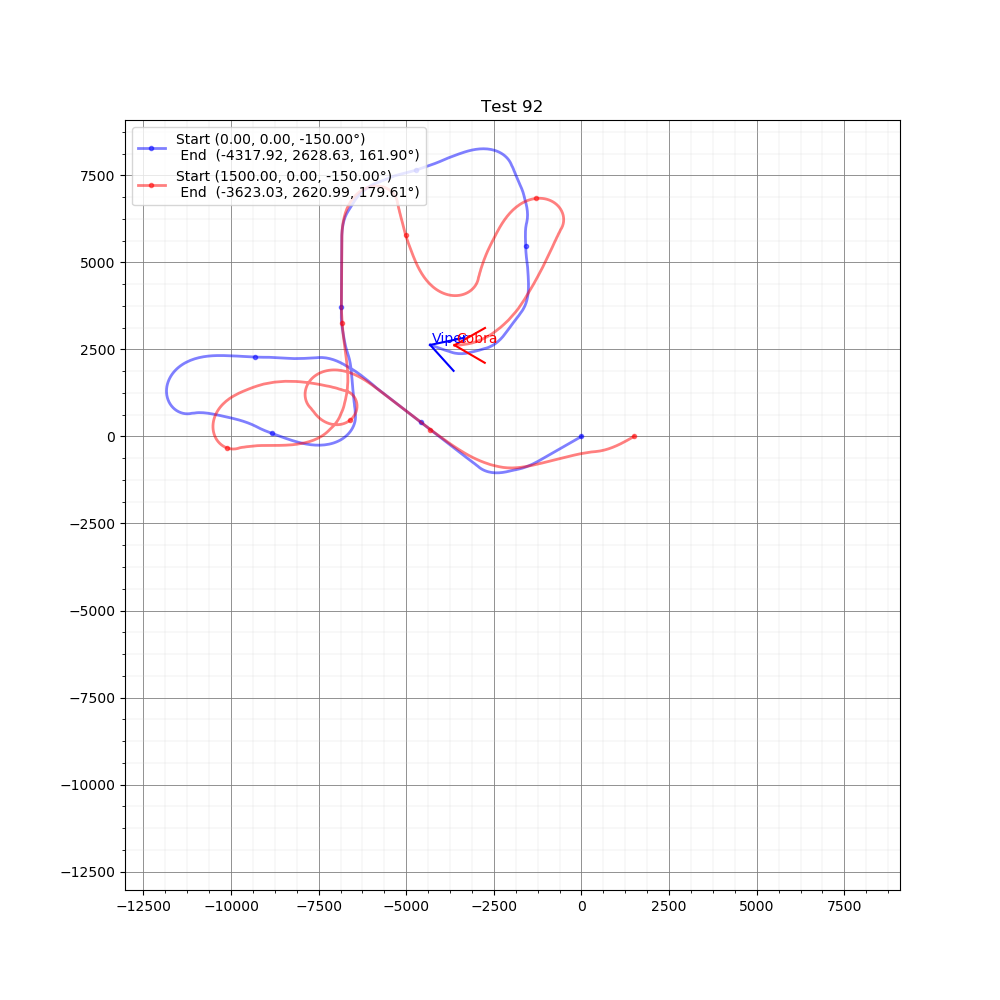 Test 92
Start (0.00, 0.00, -150.00°)
End (-4317.92, 2628.63, 161.90°)
Start (1500.00, 0.00, -150.00°)
End (-3623.03, 2620.99, 179.61°)
7500
5000
2500
0
−2500
−5000
−7500
−10000
−12500
Viper
Cobra
−12500 −10000 −7500 −5000 −2500 0 2500 5000 7500